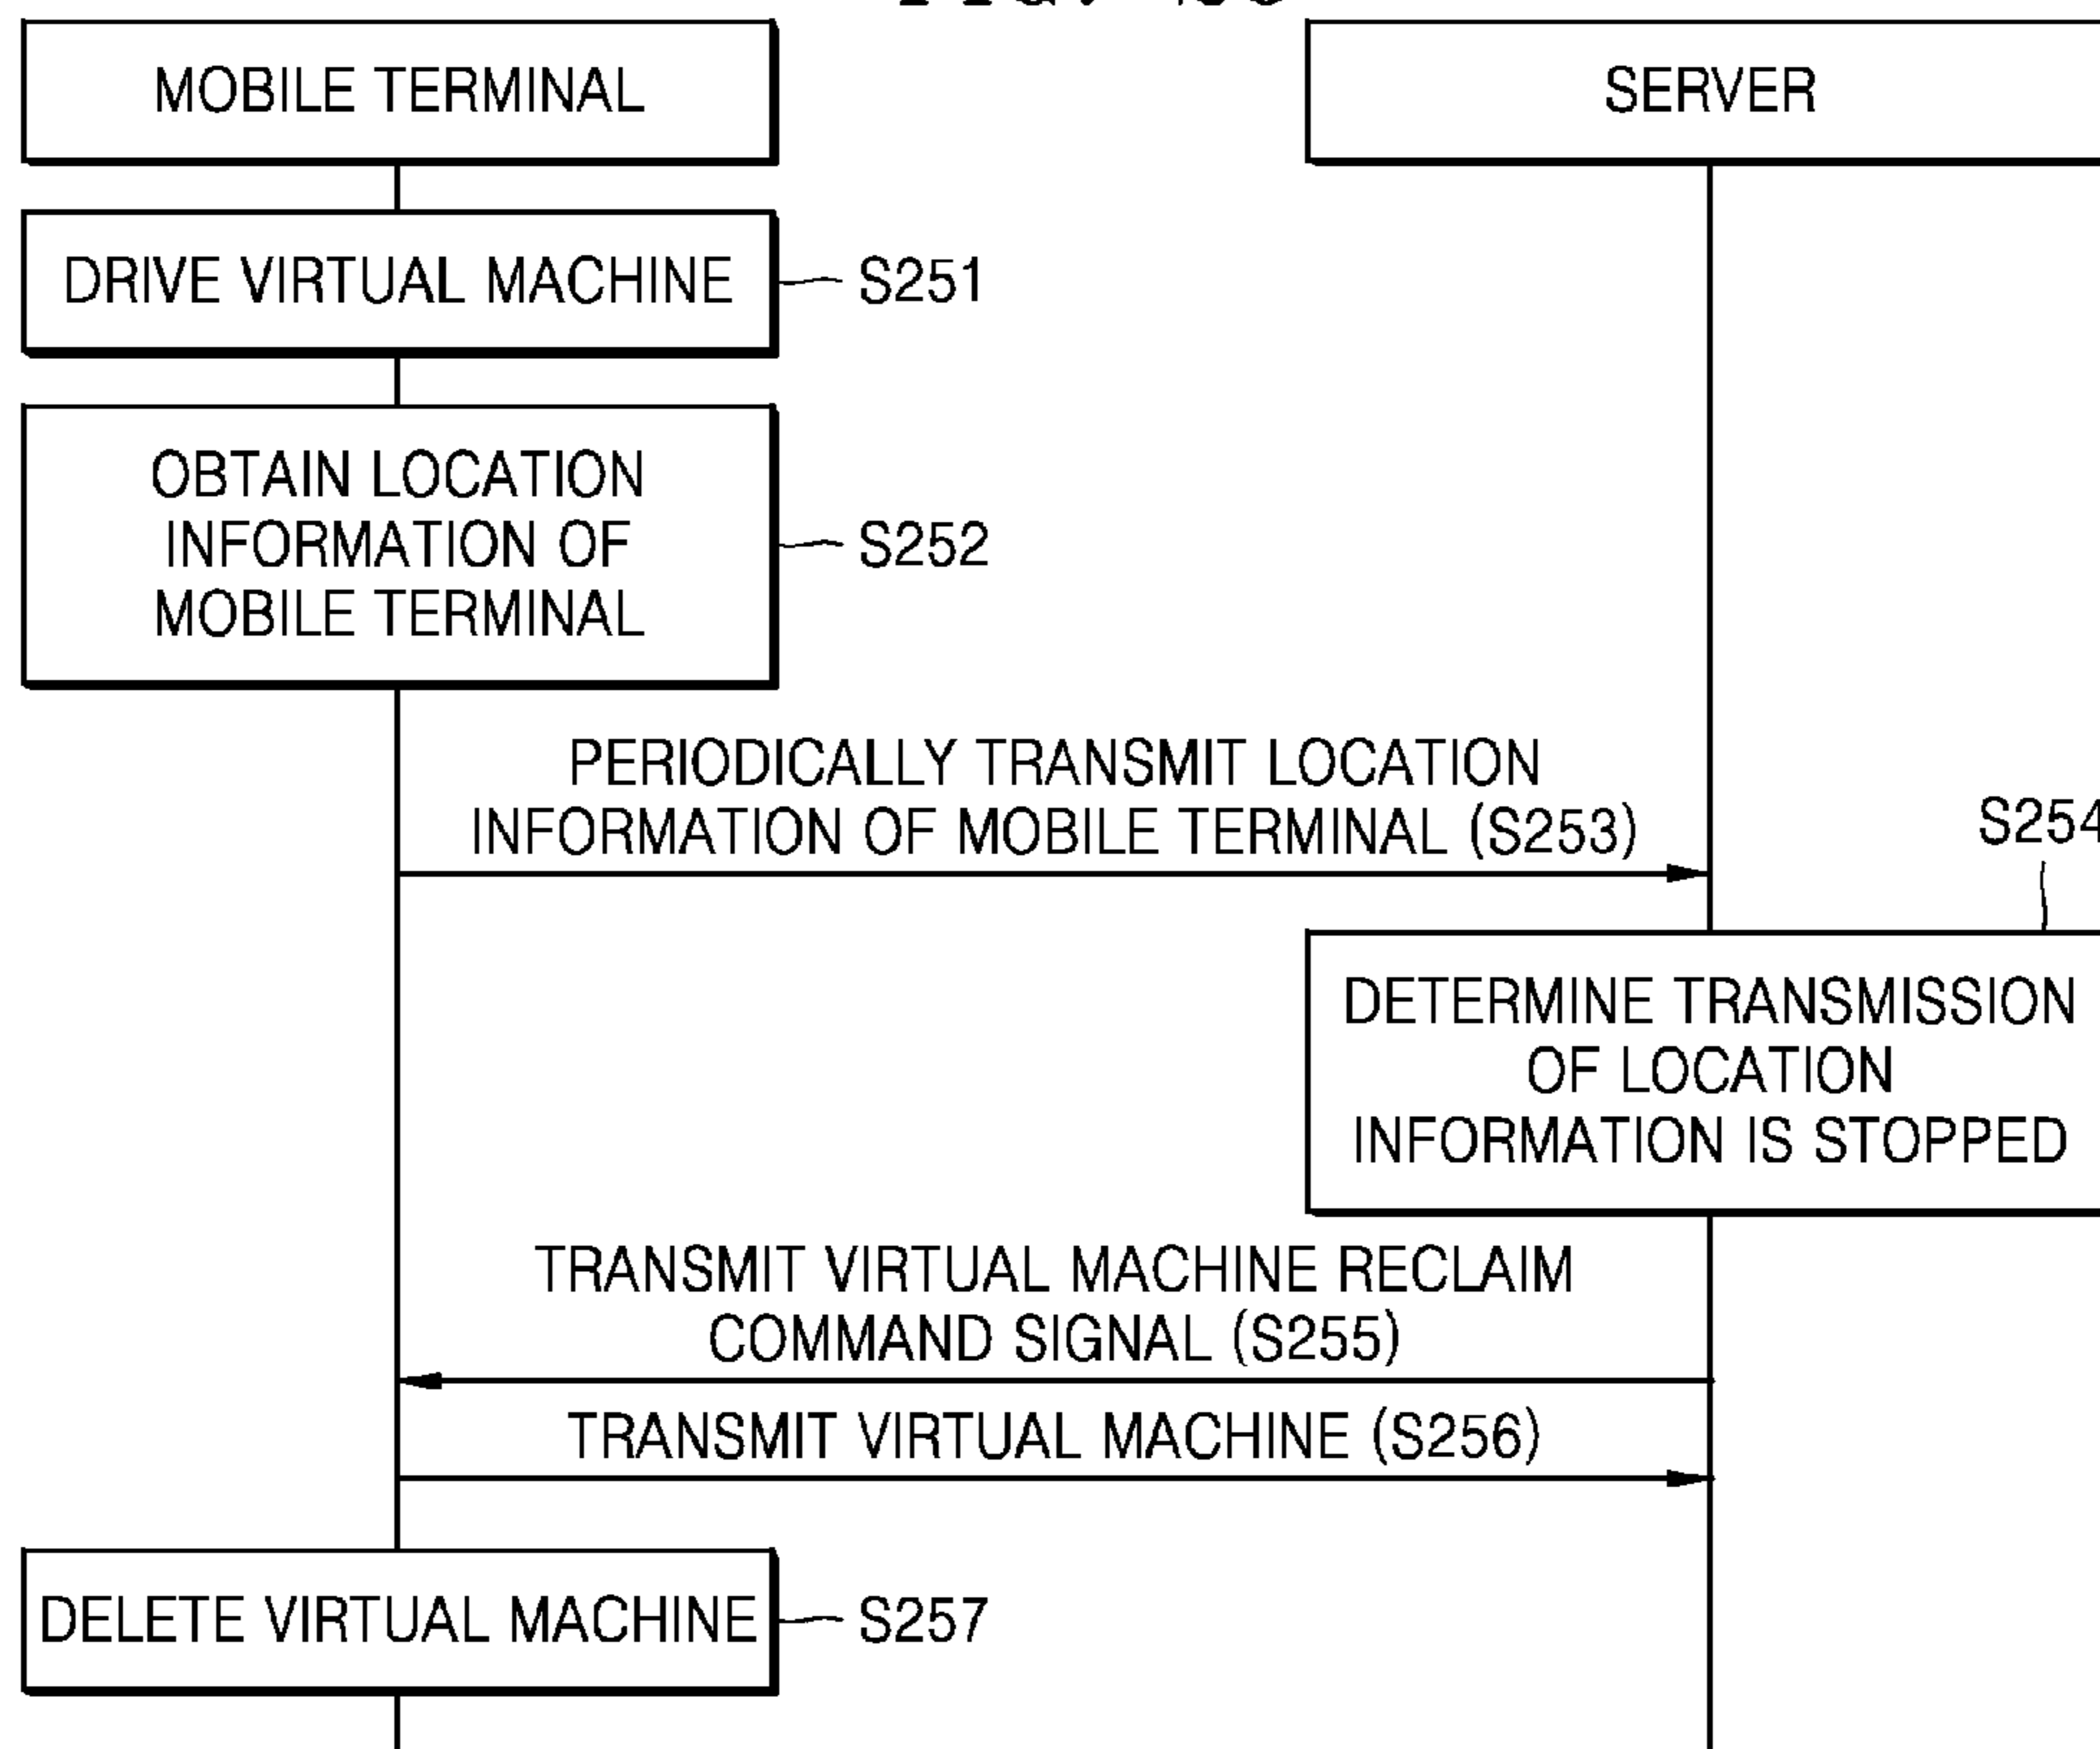 MOBILE TERMINAL
SERVER
DRIVE VIRTUAL MACHINE
S251
OBTAIN LOCATION
INFORMATION OF
MOBILE TERMINAL
S252
PERIODICALLY TRANSMIT LOCATION
INFORMATION OF MOBILE TERMINAL (S253)
S254
DETERMINE TRANSMISSION
OF LOCATION
INFORMATION IS STOPPED
TRANSMIT VIRTUAL MACHINE RECLAIM
COMMAND SIGNAL (S255)
TRANSMIT VIRTUAL MACHINE (S256)
DELETE VIRTUAL MACHINE
S257